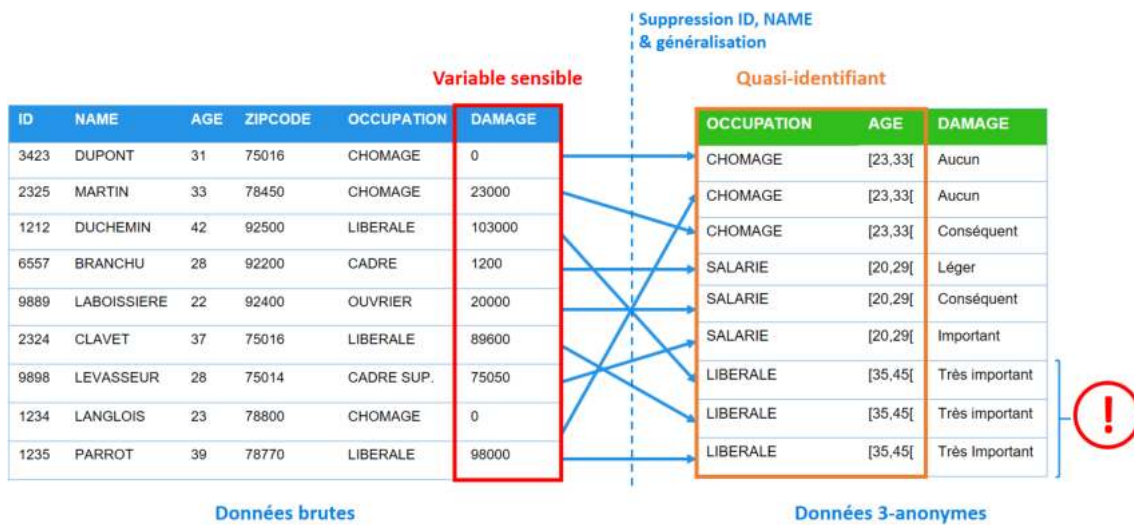 Suppression ID, NAME
& généralisation
Variable sensible
Quasi-identifiant
ID NAME AGE ZIPCODE OCCUPATION DAMAGE
3423 DUPONT 31 75016 CHOMAGE 0
2325 MARTIN 33 78450 CHOMAGE 23000
1212 DUCHEMIN 42 92500 LIBERALE 103000
6557 BRANCHU 28 92200 CADRE 1200
9889 LABOISSIERE 22 92400 OUVRIER 20000
2324 CLAVET 37 75016 LIBERALE 89600
9898 LEVASSEUR 28 75014 CADRE SUP. 75050
1234 LANGLOIS 23 78800 CHOMAGE 0
1235 PARROT 39 78770 LIBERALE 98000
OCCUPATION AGE DAMAGE
CHOMAGE [23,33[ Aucun
CHOMAGE [23,33[ Aucun
CHOMAGE [23,33[ Conséquent
SALARIE [20,29[ Léger
SALARIE [20,29[ Conséquent
SALARIE [20,29[ Important
LIBERALE [35,45[ Très important
LIBERALE [35,45[ Très important
LIBERALE [35,45[ Très Important
!
Données brutes
Données 3-anonymes